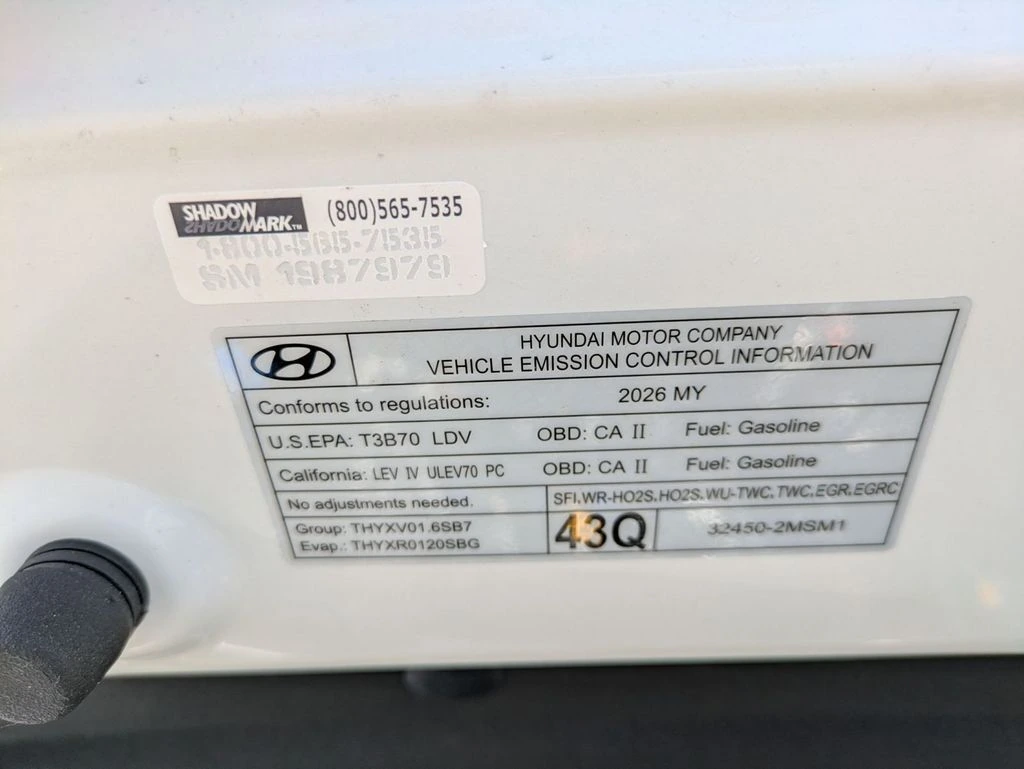 SHADOW MARK™ (800)565-7535
1-800-565-7535
SM 1987979
HYUNDAI MOTOR COMPANY
VEHICLE EMISSION CONTROL INFORMATION
Conforms to regulations: 2026 MY
U.S.EPA: T3B70 LDV OBD: CA II Fuel: Gasoline
California: LEV IV ULEV70 PC OBD: CA II Fuel: Gasoline
No adjustments needed. SFI,WR-HO2S,HO2S,WU-TWC,TWC,EGR,EGRC
Group: THYXV01.6SB7
Evap.: THYXR0120SBG
43Q 32450-2MSM1